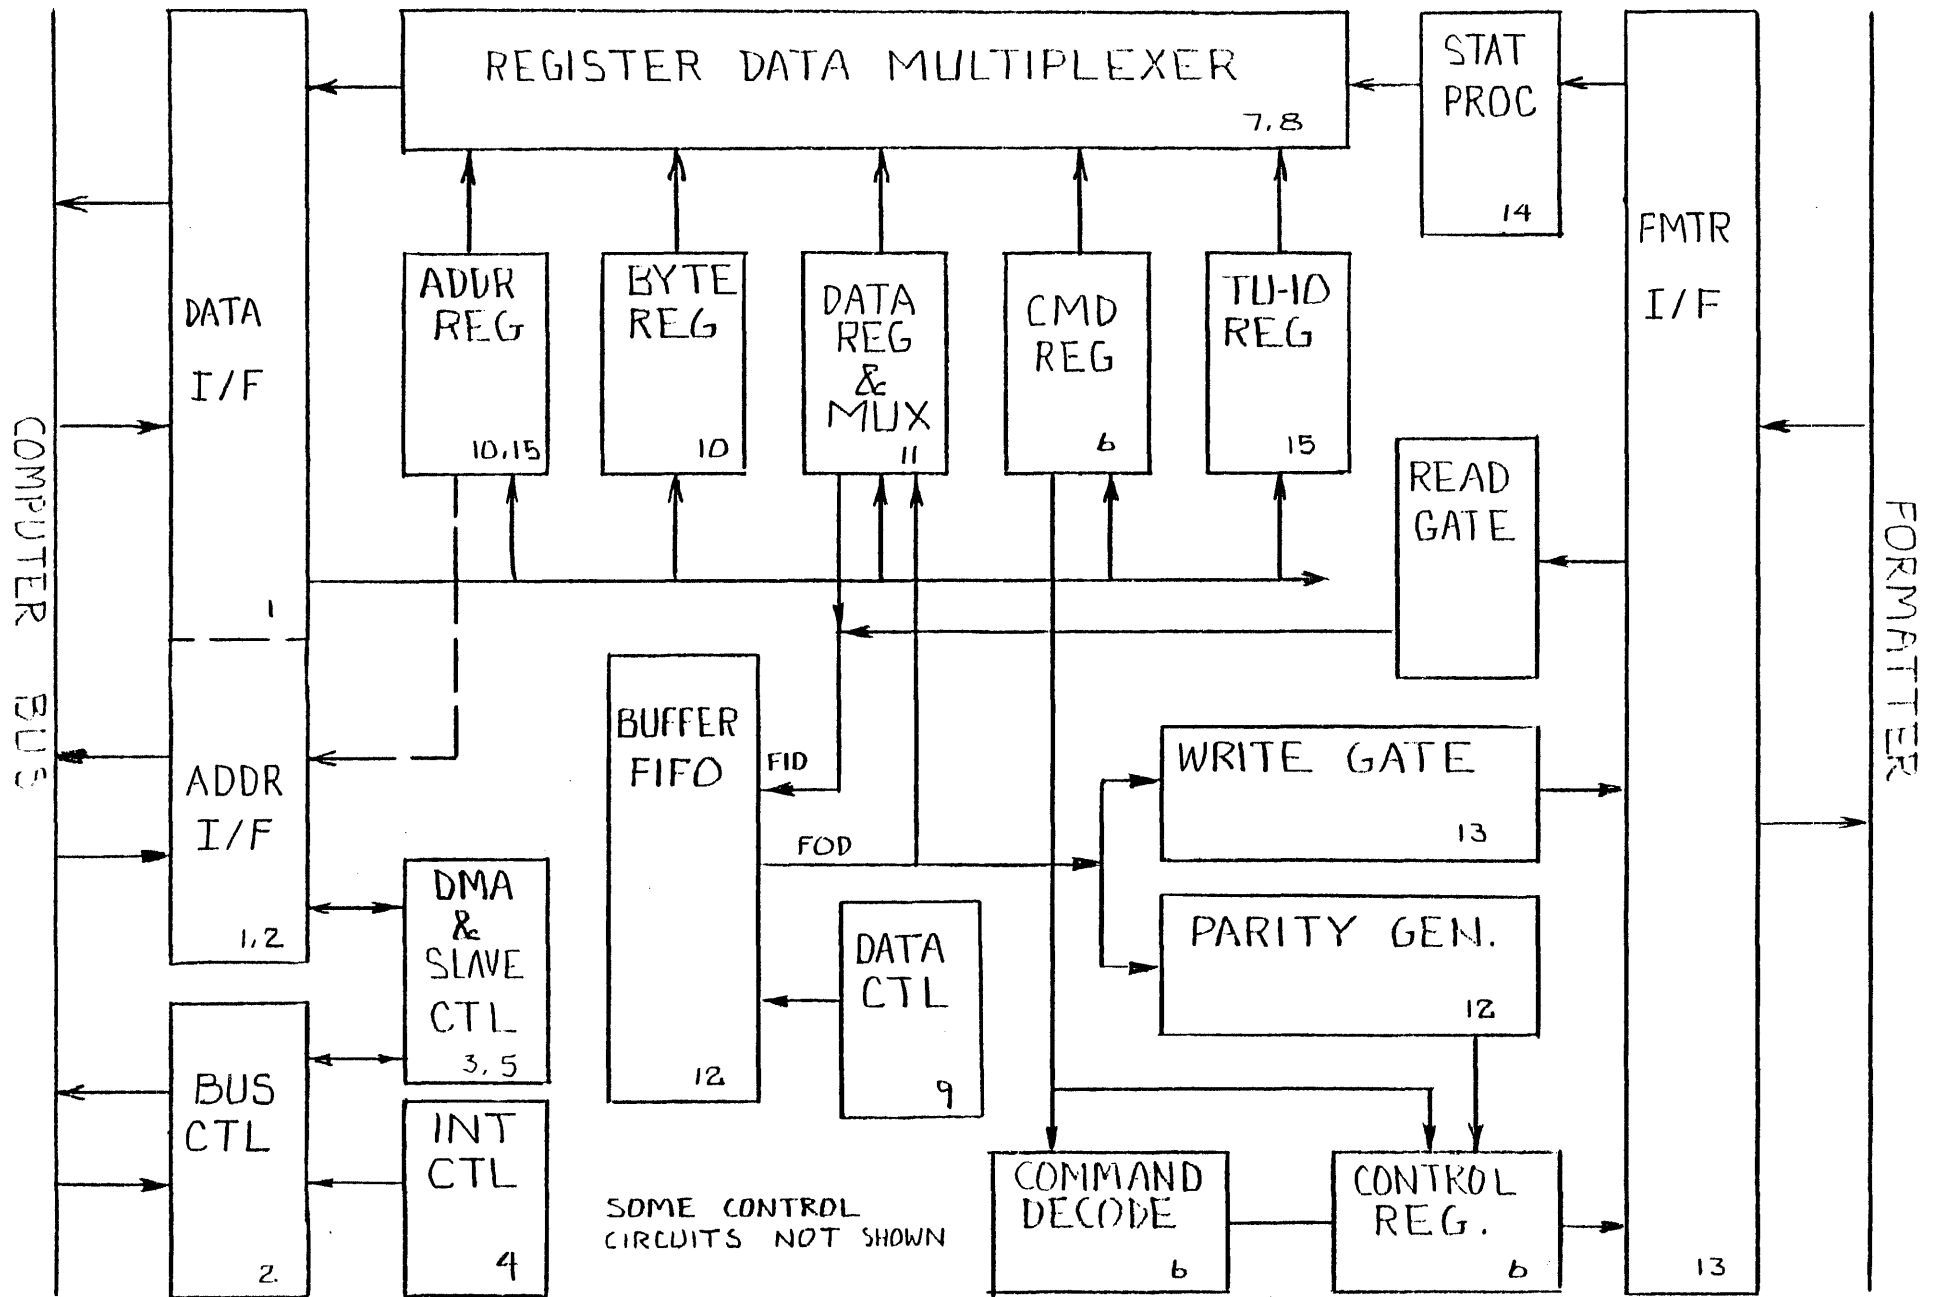 REGISTER DATA MULTIPLEXER
7,8
STAT
PROC
14
FMTR
I/F
13
DATA
I/F
1
ADDR
REG
10,15
BYTE
REG
10
DATA
REG
&
MUX
11
CMD
REG
6
TU-ID
REG
15
READ
GATE
COMPUTER BUS
FORMATTER
ADDR
I/F
1,2
BUFFER
FIFO
12
FID
FOD
WRITE GATE
13
PARITY GEN.
12
DMA
&
SLAVE
CTL
3,5
DATA
CTL
9
BUS
CTL
2
INT
CTL
4
SOME CONTROL
CIRCUITS NOT SHOWN
COMMAND
DECODE
6
CONTROL
REG.
6